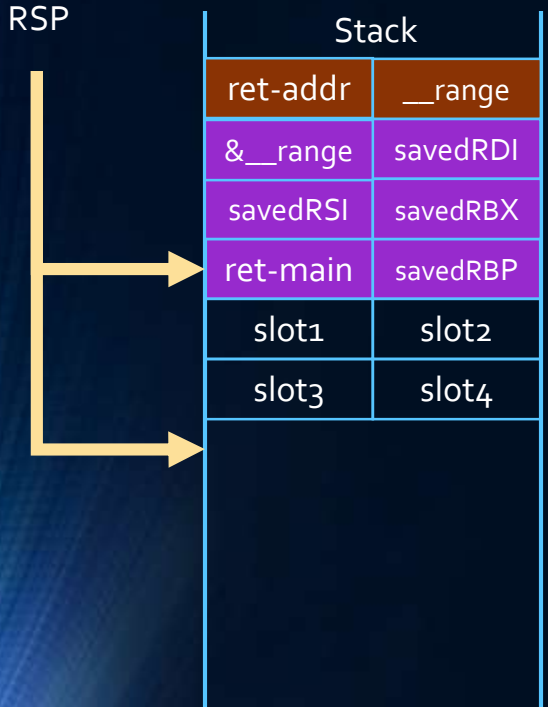 RSP
Stack
ret-addr __range
&__range savedRDI
savedRSI savedRBX
ret-main savedRBP
slot1 slot2
slot3 slot4